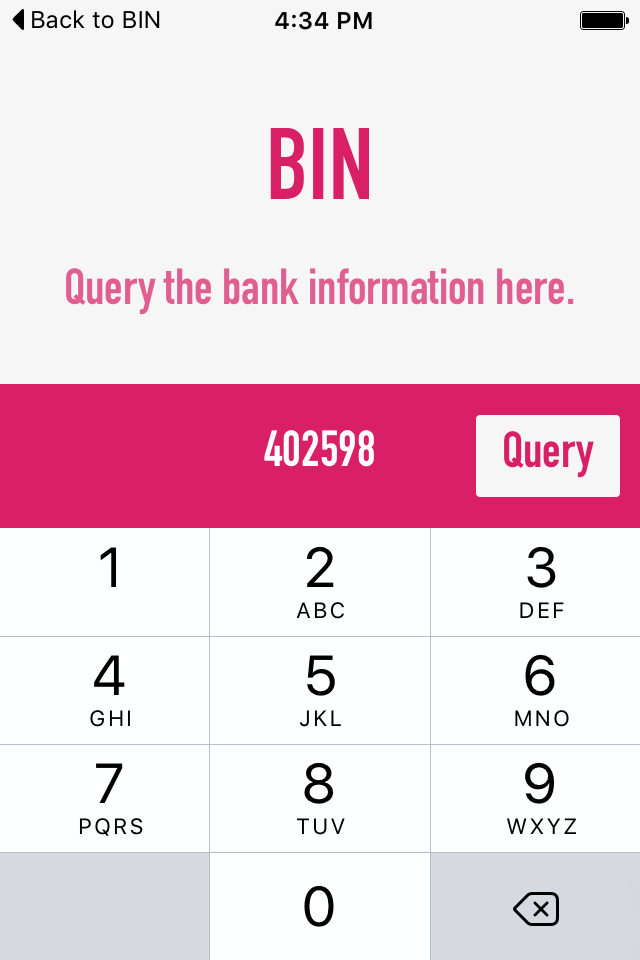 Back to BIN 4:34 PM
BIN
Query the bank information here.
402598 Query
1 2 3
ABC DEF
4 5 6
GHI JKL MNO
7 8 9
PQRS TUV WXYZ
0